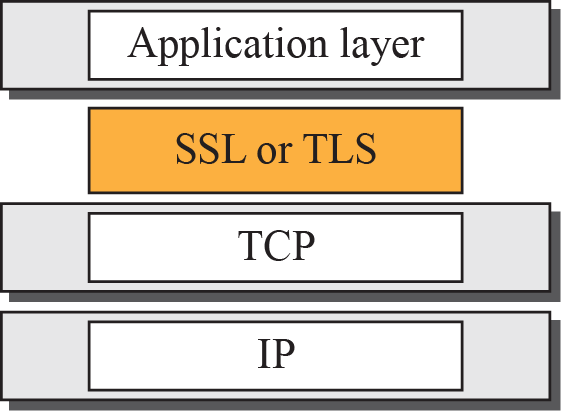 Application layer
SSL or TLS
TCP
IP